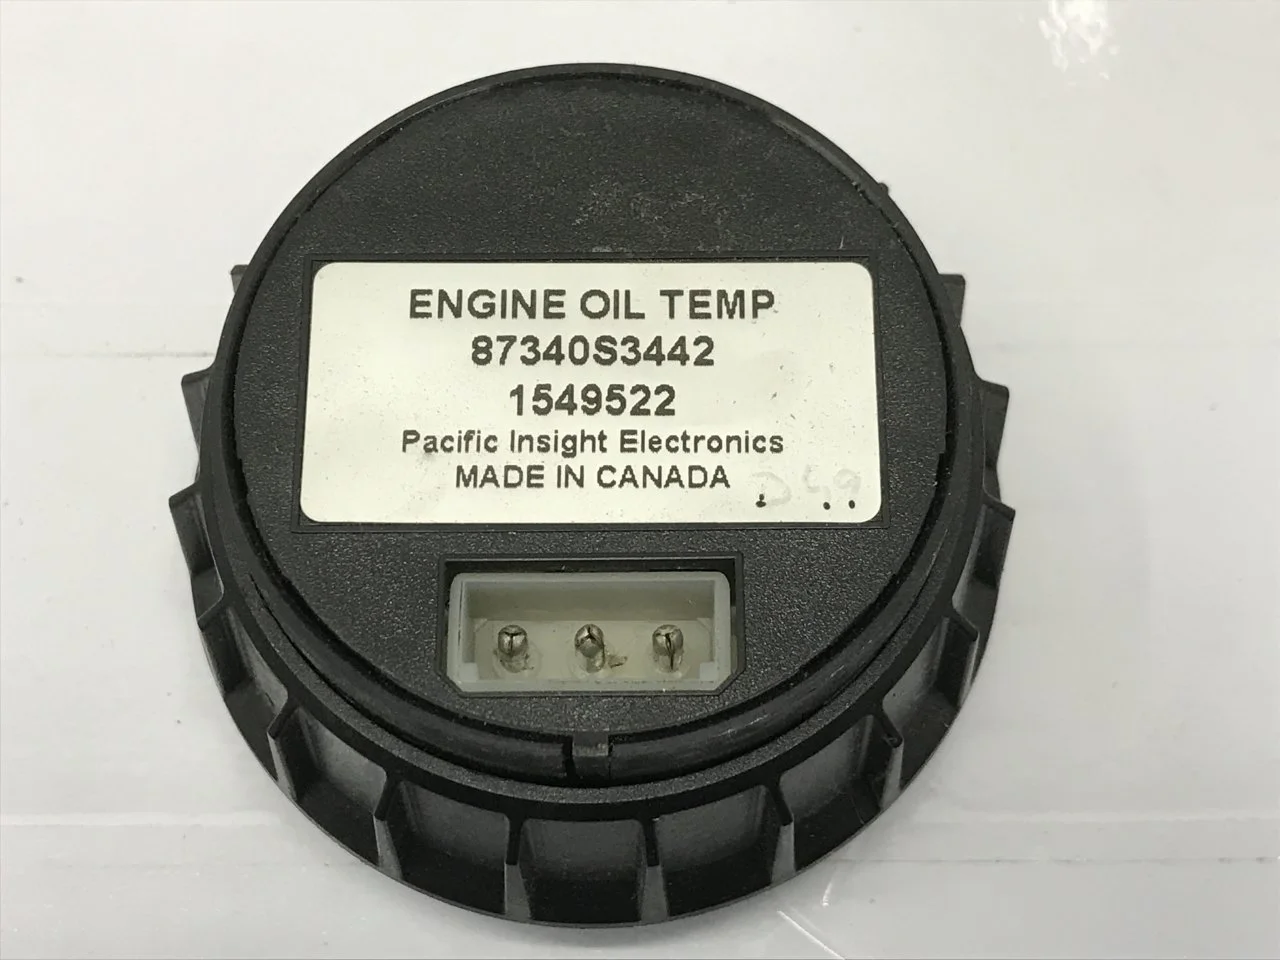 ENGINE OIL TEMP
87340S3442
1549522
Pacific Insight Electronics
MADE IN CANADA